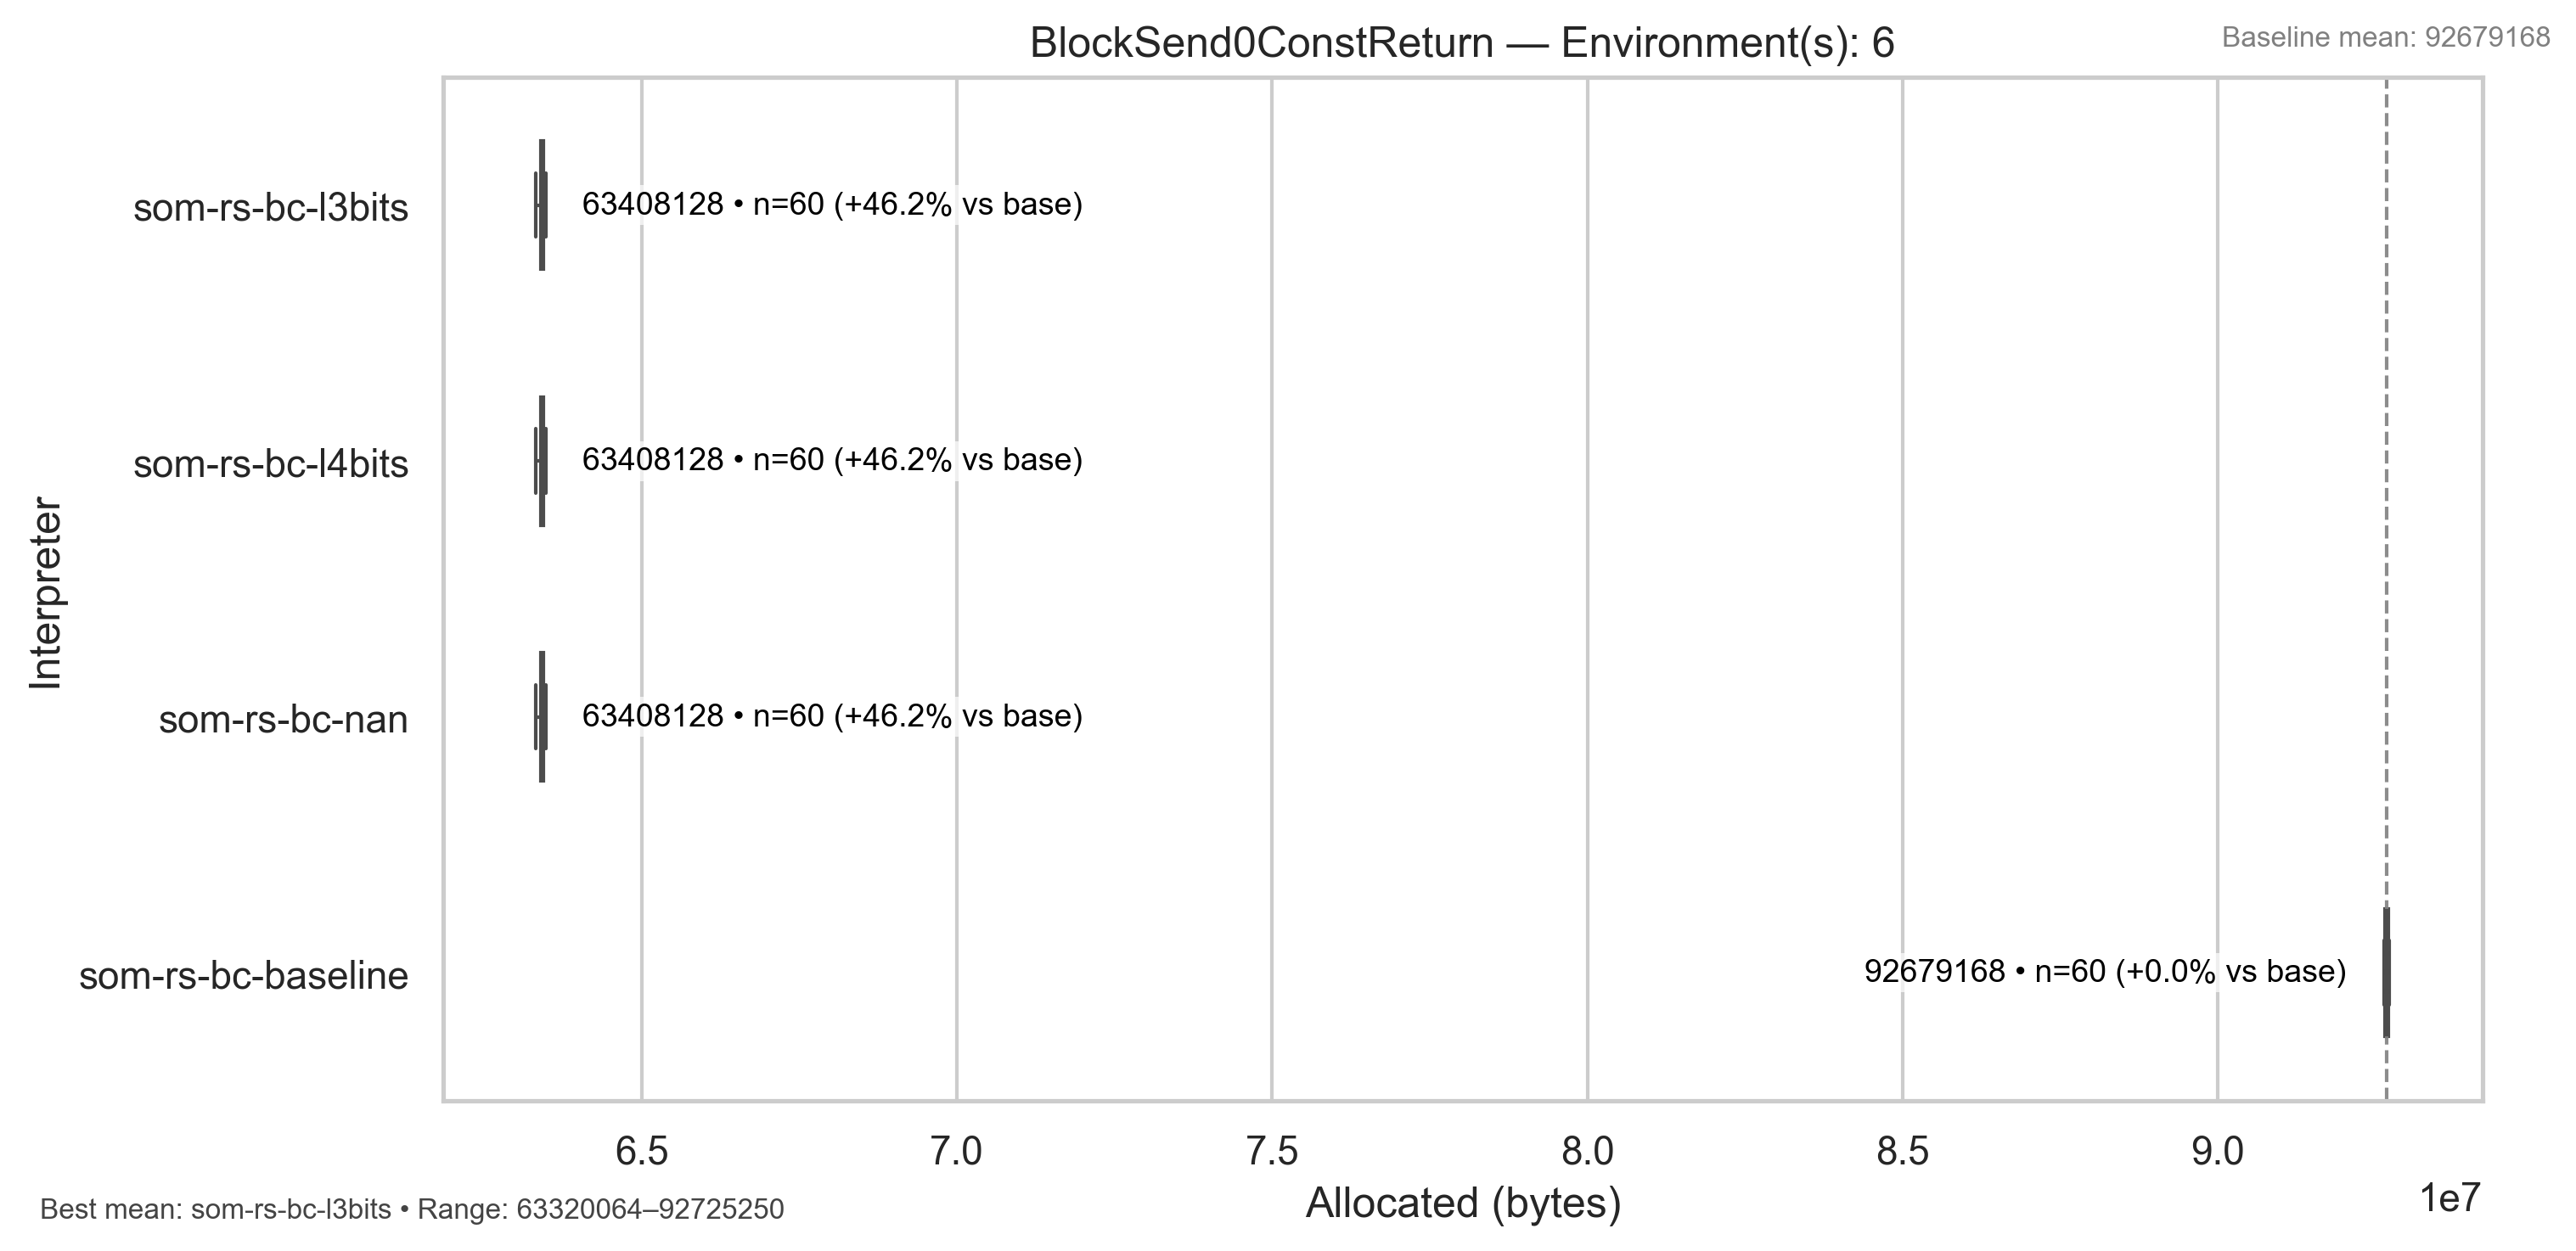 BlockSend0ConstReturn — Environment(s): 6
Baseline mean: 92679168
Interpreter
som-rs-bc-l3bits
63408128 • n=60 (+46.2% vs base)
som-rs-bc-l4bits
63408128 • n=60 (+46.2% vs base)
som-rs-bc-nan
63408128 • n=60 (+46.2% vs base)
som-rs-bc-baseline
92679168 • n=60 (+0.0% vs base)
6.5 7.0 7.5 8.0 8.5 9.0
1e7
Allocated (bytes)
Best mean: som-rs-bc-l3bits • Range: 63320064–92725250